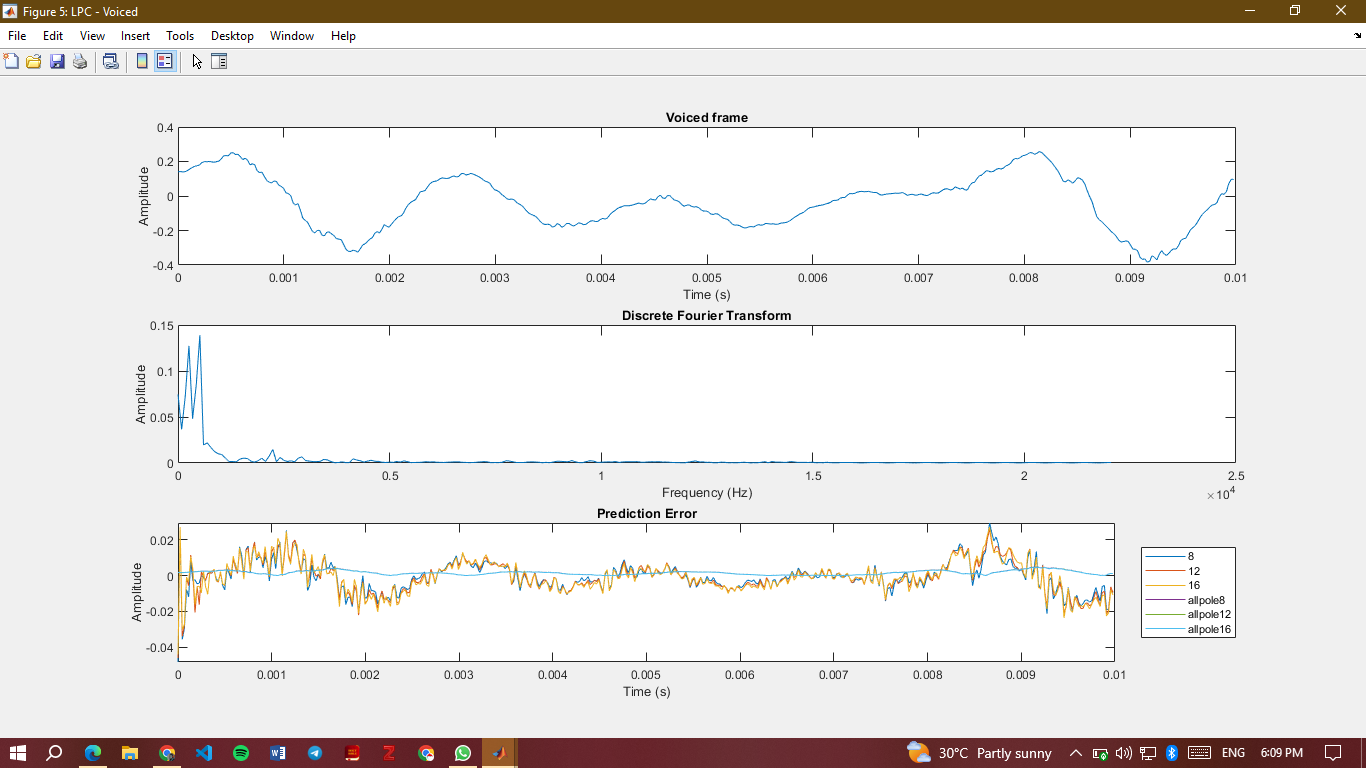 Figure 5: LPC - Voiced
File Edit View Insert Tools Desktop Window Help
Voiced frame
0.4
0.2
0
-0.2
-0.4
Amplitude
0 0.001 0.002 0.003 0.004 0.005 0.006 0.007 0.008 0.009 0.01
Time (s)
Discrete Fourier Transform
0.15
0.1
0.05
0
Amplitude
0 0.5 1 1.5 2 2.5
Frequency (Hz)
×10^4
Prediction Error
0.02
0
-0.02
-0.04
Amplitude
0 0.001 0.002 0.003 0.004 0.005 0.006 0.007 0.008 0.009 0.01
Time (s)
8
12
16
allpole8
allpole12
allpole16
30°C Partly sunny ENG 6:09 PM